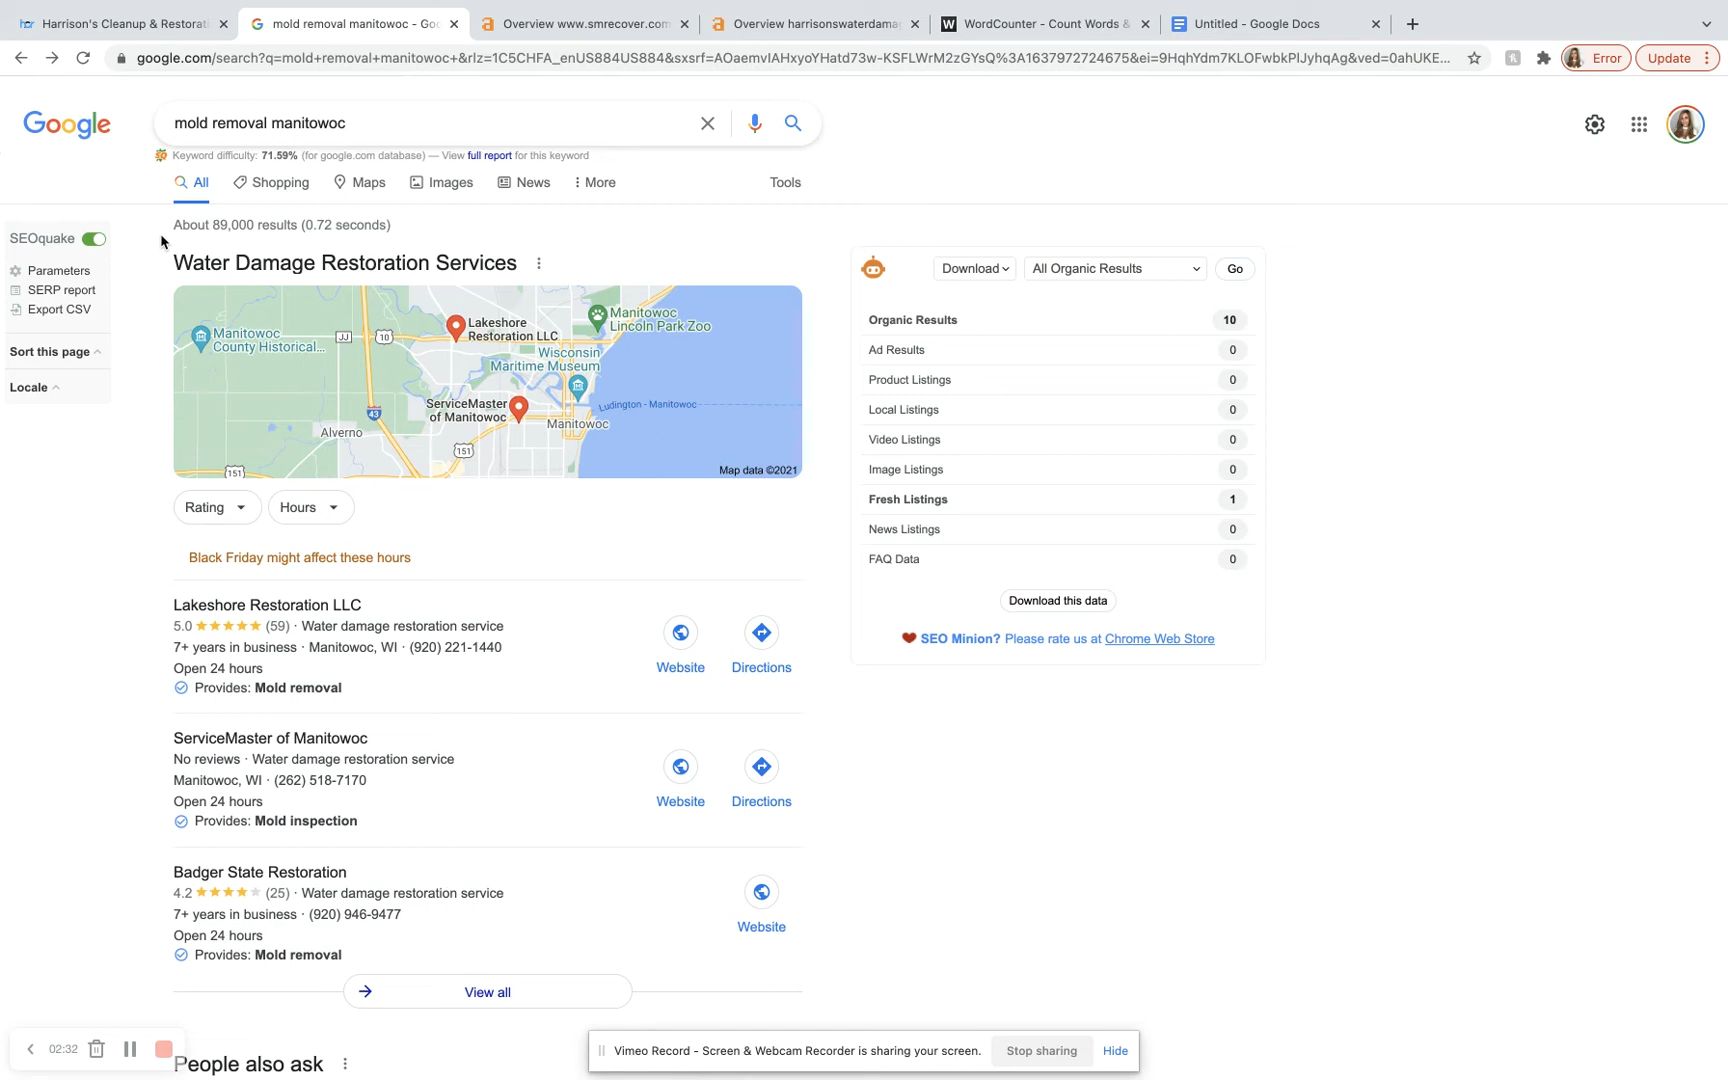 Harrison's Cleanup & Restorat
mold removal manitowoc - Goo
Overview www.smrecover.com
Overview harrisonswaterdama
WordCounter - Count Words &
Untitled - Google Docs
google.com/search?q=mold+removal+manitowoc+&rlz=1C5CHFA_enUS884US884&sxsrf=AOaemvIAHxyoYHatd73w-KSFLWrM2zGYsQ%3A1637972724675&ei=9HqhYdm7KLOFwbkPlJyhqAg&ved=0ahUKE...
Error
Update
Google
mold removal manitowoc
Keyword difficulty: 71.59% (for google.com database) — View full report for this keyword
All
Shopping
Maps
Images
News
More
Tools
About 89,000 results (0.72 seconds)
SEOquake
Parameters
SERP report
Export CSV
Sort this page
Locale
Water Damage Restoration Services
Manitowoc
County Historical...
JJ
10
Lakeshore
Restoration LLC
Manitowoc
Lincoln Park Zoo
Wisconsin
Maritime Museum
43
ServiceMaster
of Manitowoc
Ludington - Manitowoc
Manitowoc
Alverno
151
151
Map data ©2021
Rating
Hours
Black Friday might affect these hours
Lakeshore Restoration LLC
5.0 (59) · Water damage restoration service
7+ years in business · Manitowoc, WI · (920) 221-1440
Open 24 hours
Provides: Mold removal
Website
Directions
ServiceMaster of Manitowoc
No reviews · Water damage restoration service
Manitowoc, WI · (262) 518-7170
Open 24 hours
Provides: Mold inspection
Website
Directions
Badger State Restoration
4.2 (25) · Water damage restoration service
7+ years in business · (920) 946-9477
Open 24 hours
Provides: Mold removal
Website
View all
People also ask
Download
All Organic Results
Go
Organic Results 10
Ad Results 0
Product Listings 0
Local Listings 0
Video Listings 0
Image Listings 0
Fresh Listings 1
News Listings 0
FAQ Data 0
Download this data
SEO Minion? Please rate us at Chrome Web Store
02:32
Vimeo Record - Screen & Webcam Recorder is sharing your screen.
Stop sharing
Hide